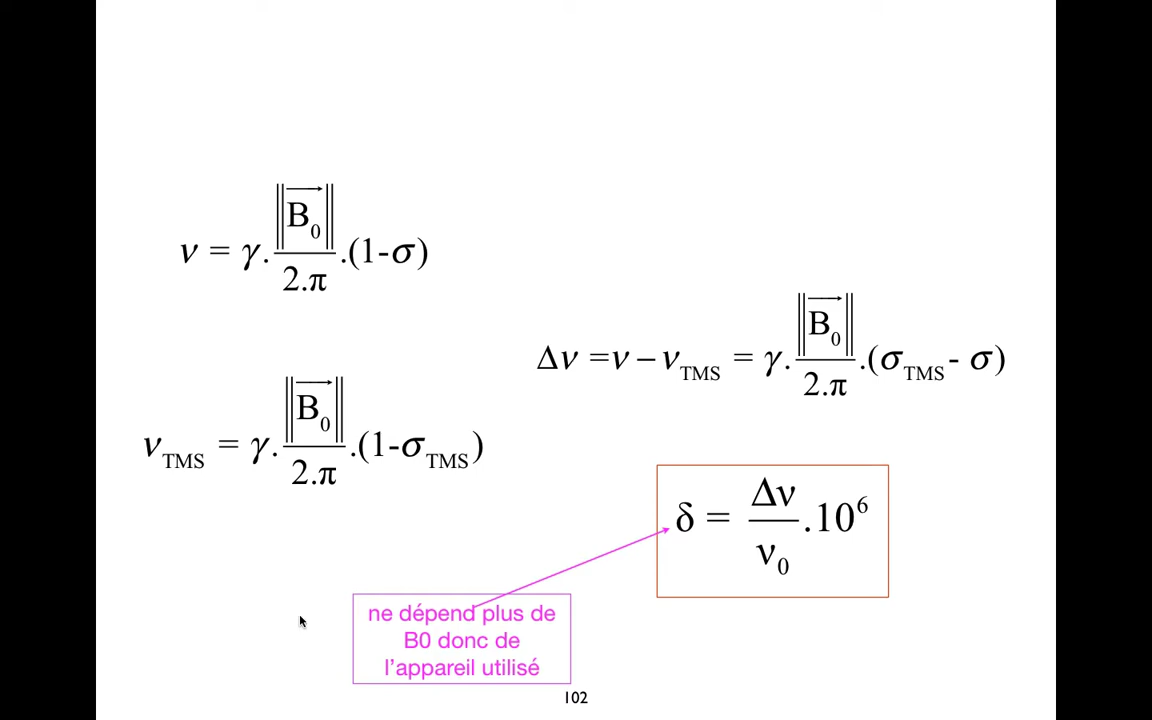 ν = γ.‖B₀‖/2.π.(1-σ)
Δν =ν – ν_TMS = γ.‖B₀‖/2.π.(σ_TMS- σ)
ν_TMS = γ.‖B₀‖/2.π.(1-σ_TMS)
δ = Δν/ν₀.10⁶
ne dépend plus de
B0 donc de
l'appareil utilisé
102